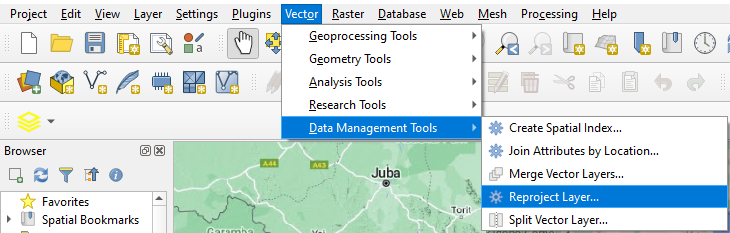 Project Edit View Layer Settings Plugins Vector Raster Database Web Mesh Processing Help
Geoprocessing Tools
Geometry Tools
Analysis Tools
Research Tools
Data Management Tools
Create Spatial Index...
Join Attributes by Location...
Merge Vector Layers...
Reproject Layer...
Split Vector Layer...
Browser
Favorites
Spatial Bookmarks
A44
A43
Juba
Torit
Garamba